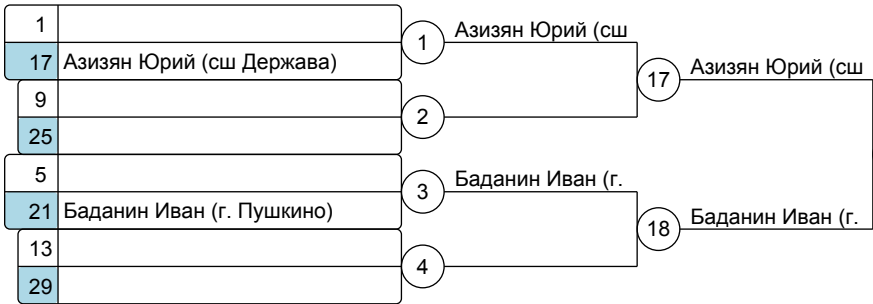 1
17 Азизян Юрий (сш Держава)
9
25
5
21 Баданин Иван (г. Пушкино)
13
29
1
2
3
4
Азизян Юрий (сш
Баданин Иван (г.
17
18
Азизян Юрий (сш
Баданин Иван (г.